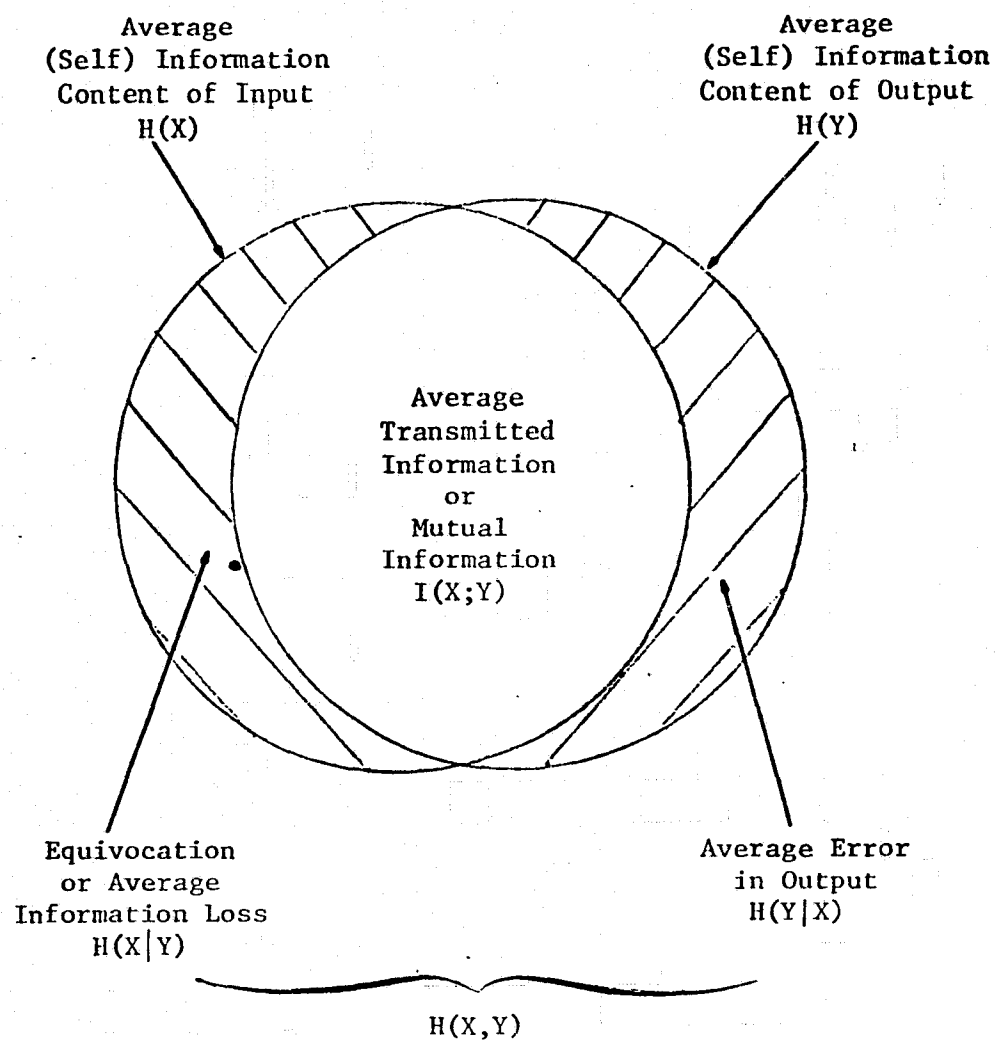 Average
(Self) Information
Content of Input
H(X)
Average
(Self) Information
Content of Output
H(Y)
Average
Transmitted
Information
or
Mutual
Information
I(X;Y)
Equivocation
or Average
Information Loss
H(X|Y)
Average Error
in Output
H(Y|X)
H(X,Y)